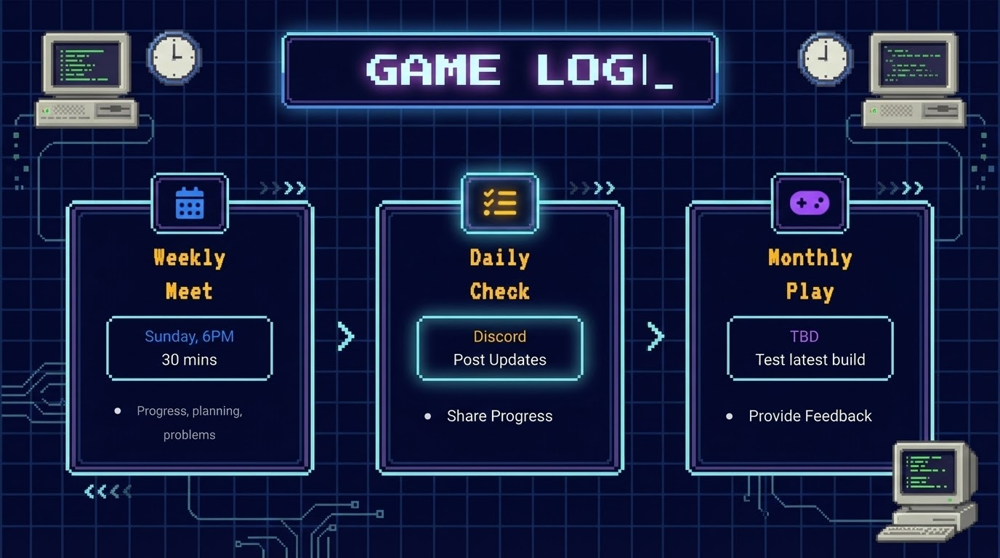 GAME LOG|_
Weekly
Meet
Sunday, 6PM
30 mins
• Progress, planning,
problems
Daily
Check
Discord
Post Updates
• Share Progress
Monthly
Play
TBD
Test latest build
• Provide Feedback